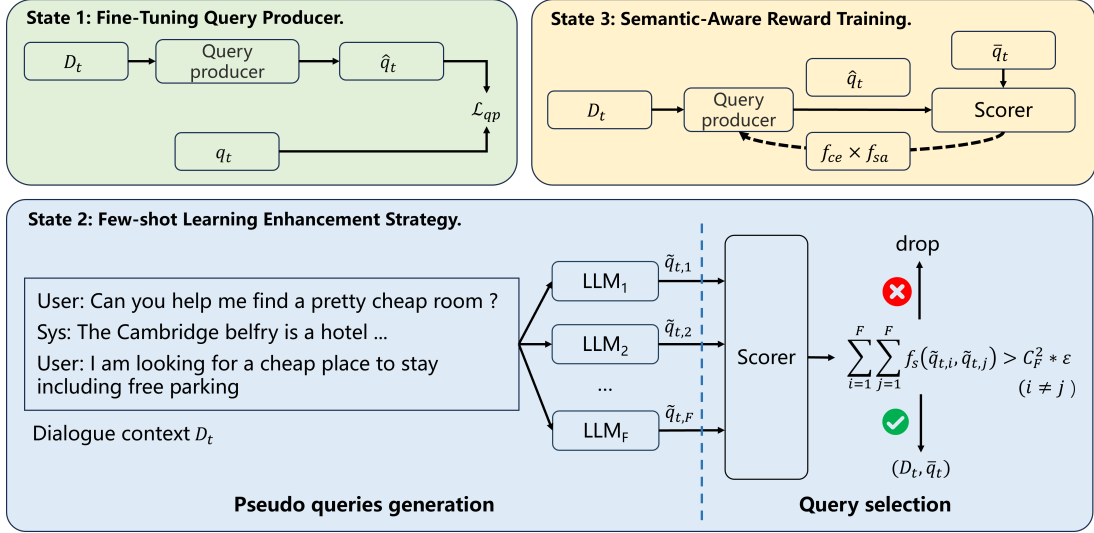 State 1: Fine-Tuning Query Producer.
D_t
Query
producer
q̂_t
ℒ_qp
q_t
State 3: Semantic-Aware Reward Training.
q̄_t
q̂_t
D_t
Query
producer
Scorer
f_ce × f_sa
State 2: Few-shot Learning Enhancement Strategy.
User: Can you help me find a pretty cheap room ?
Sys: The Cambridge belfry is a hotel ...
User: I am looking for a cheap place to stay
including free parking
Dialogue context D_t
LLM_1
q̃_t,1
LLM_2
q̃_t,2
...
LLM_F
q̃_t,F
Pseudo queries generation
Scorer
drop
∑_{i=1}^{F} ∑_{j=1}^{F} f_s(q̃_t,i, q̃_t,j) > C_F^2 * ε
(i ≠ j )
(D_t, q̄_t)
Query selection